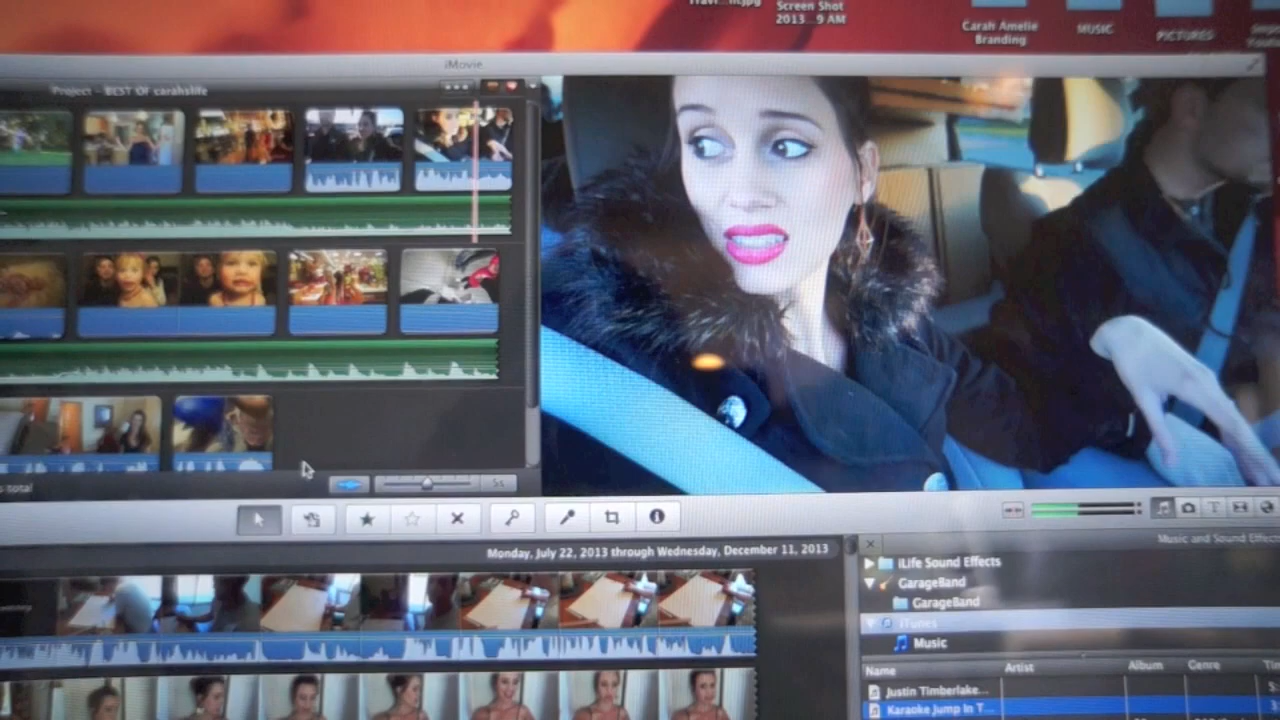 Screen Shot
2013...9 AM
Carah Amelie
Branding
MUSIC
PICTURES
iMovie
Project - BEST OF carahslife
total
5s
Monday, July 22, 2013 through Wednesday, December 11, 2013
Music and Sound Effects
iLife Sound Effects
GarageBand
GarageBand
iTunes
Music
Name Artist Album Genre
Justin Timberlake...
Karaoke Jump In T...